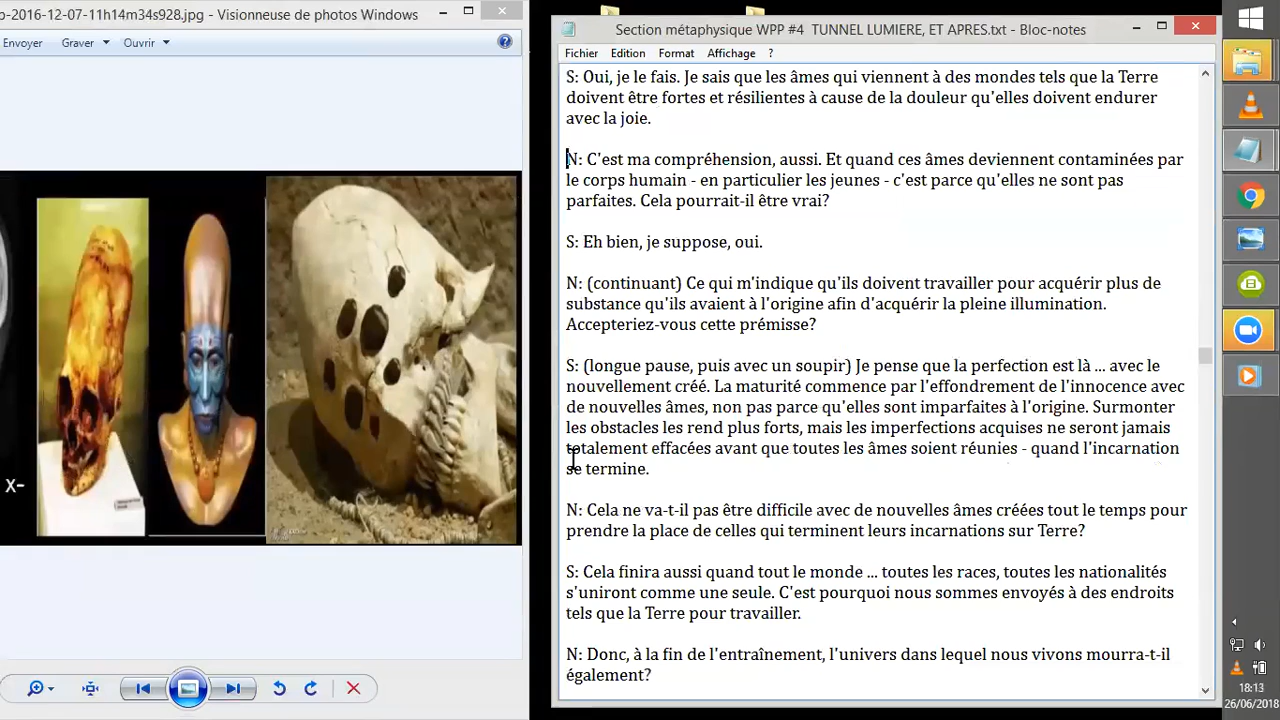 o-2016-2-07-11h14m34s928.jpg - Visionneuse de photos Windows
Envoyer Graver Ouvrir
x-
Section métaphysique WPP #4 TUNNEL LUMIERE, ET APRES.txt - Bloc-notes
Fichier Edition Format Affichage ?
S: Oui, je le fais. Je sais que les âmes qui viennent à des mondes tels que la Terre
doivent être fortes et résilientes à cause de la douleur qu'elles doivent endurer
avec la joie.
N: C'est ma compréhension, aussi. Et quand ces âmes deviennent contaminées par
le corps humain - en particulier les jeunes - c'est parce qu'elles ne sont pas
parfaites. Cela pourrait-il être vrai?
S: Eh bien, je suppose, oui.
N: (continuant) Ce qui m'indique qu'ils doivent travailler pour acquérir plus de
substance qu'ils avaient à l'origine afin d'acquérir la pleine illumination.
Accepteriez-vous cette prémisse?
S: (longue pause, puis avec un soupir) Je pense que la perfection est là ... avec le
nouvellement créé. La maturité commence par l'effondrement de l'innocence avec
de nouvelles âmes, non pas parce qu'elles sont imparfaites à l'origine. Surmonter
les obstacles les rend plus forts, mais les imperfections acquises ne seront jamais
totalement effacées avant que toutes les âmes soient réunies - quand l'incarnation
se termine.
N: Cela ne va-t-il pas être difficile avec de nouvelles âmes créées tout le temps pour
prendre la place de celles qui terminent leurs incarnations sur Terre?
S: Cela finira aussi quand tout le monde ... toutes les races, toutes les nationalités
s'uniront comme une seule. C'est pourquoi nous sommes envoyés à des endroits
tels que la Terre pour travailler.
N: Donc, à la fin de l'entraînement, l'univers dans lequel nous vivons mourra-t-il
également?
18:13
26/06/2018